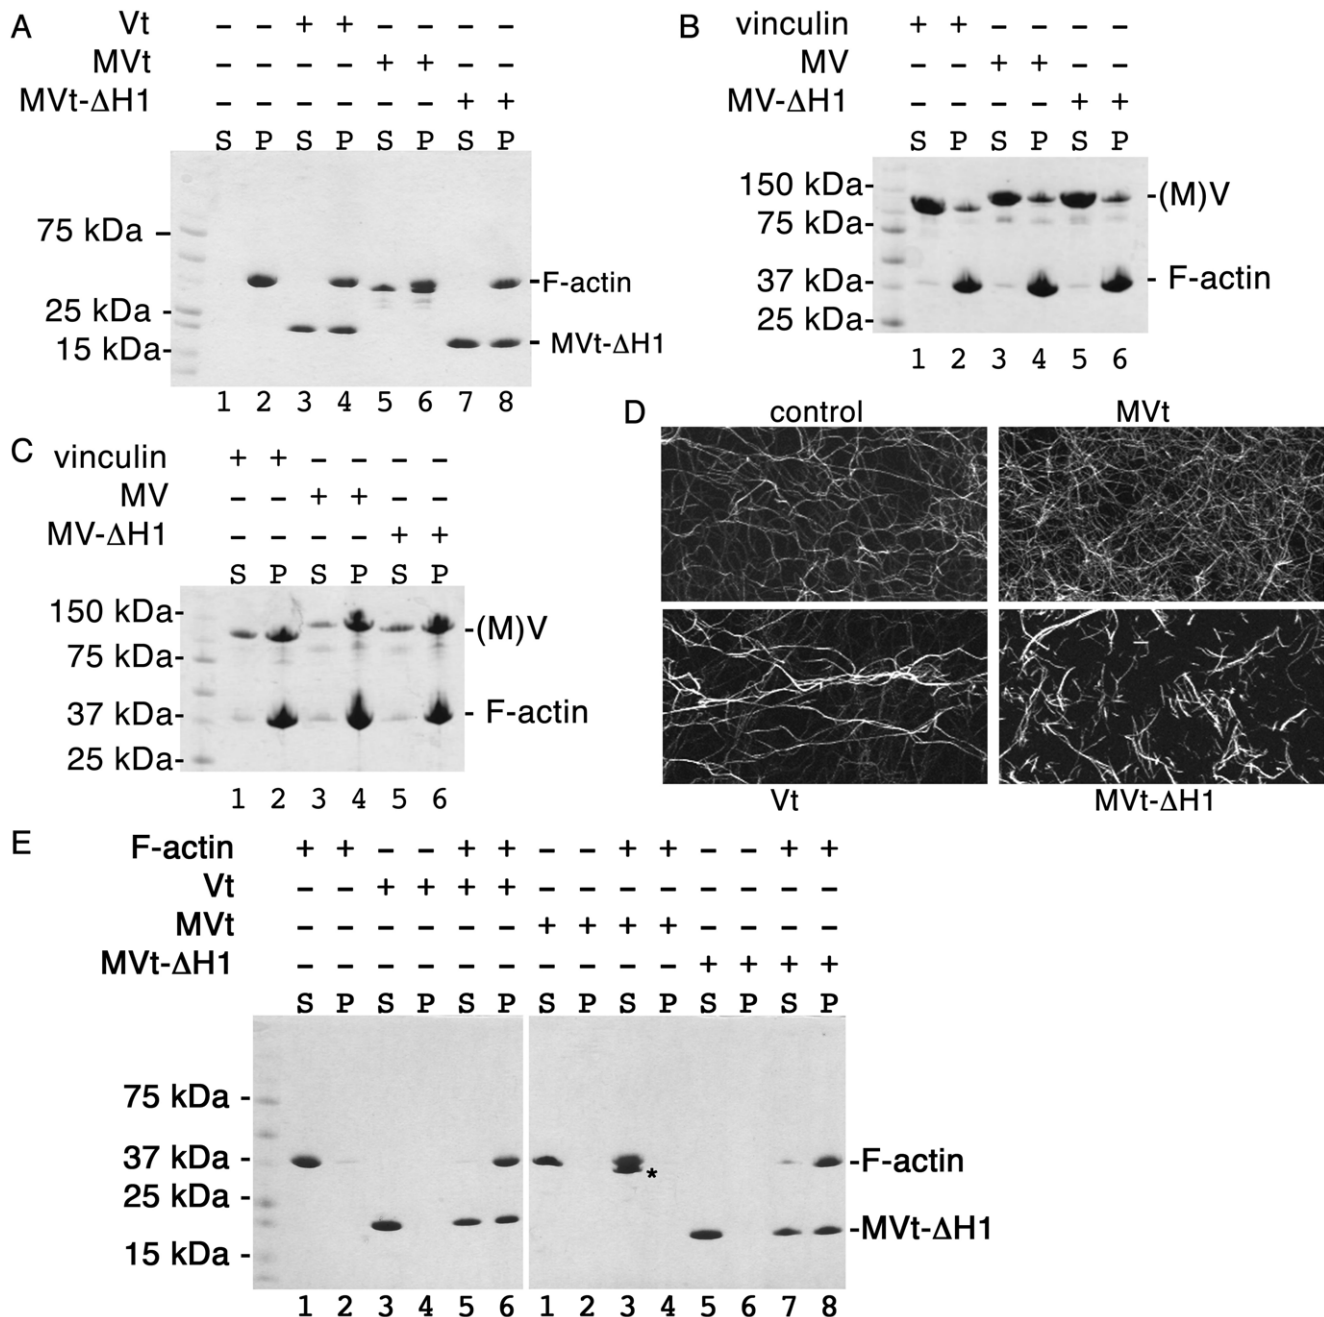 A
Vt – – + + – – – –
MVt – – – – + + – –
MVt-ΔH1 – – – – – – + +
S P S P S P S P
75 kDa –
25 kDa -
15 kDa-
-F-actin
- MVt-ΔH1
1 2 3 4 5 6 7 8
B
vinculin + + – – – –
MV – – + + – –
MV-ΔH1 – – – – + +
S P S P S P
150 kDa-
75 kDa-
37 kDa-
25 kDa-
-(M)V
- F-actin
1 2 3 4 5 6
C
vinculin + + – – – –
MV – – + + – –
MV-ΔH1 – – – – + +
S P S P S P
150 kDa-
75 kDa-
37 kDa-
25 kDa-
-(M)V
- F-actin
1 2 3 4 5 6
D
control MVt
Vt MVt-ΔH1
E
F-actin + + – – + + – – + + – – + +
Vt – – + + + + – – – – – – – –
MVt – – – – – – + + + + – – – –
MVt-ΔH1 – – – – – – – – – – + + + +
S P S P S P S P S P S P S P
75 kDa -
37 kDa -
25 kDa -
15 kDa -
*
-F-actin
-MVt-ΔH1
1 2 3 4 5 6 1 2 3 4 5 6 7 8